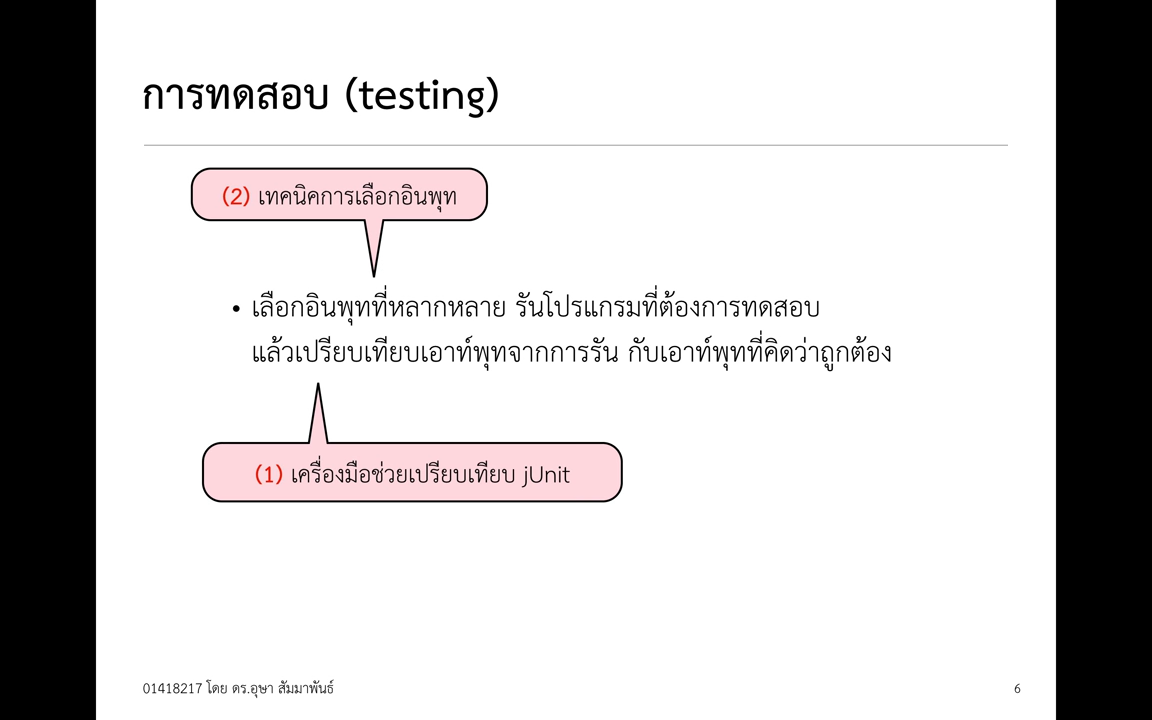 การทดสอบ (testing)
(2) เทคนิคการเลือกอินพุท
• เลือกอินพุทที่หลากหลาย รันโปรแกรมที่ต้องการทดสอบ
แล้วเปรียบเทียบเอาท์พุทจากการรัน กับเอาท์พุทที่คิดว่าถูกต้อง
(1) เครื่องมือช่วยเปรียบเทียบ jUnit
01418217 โดย ดร.อุษา สัมมาพันธ์
6